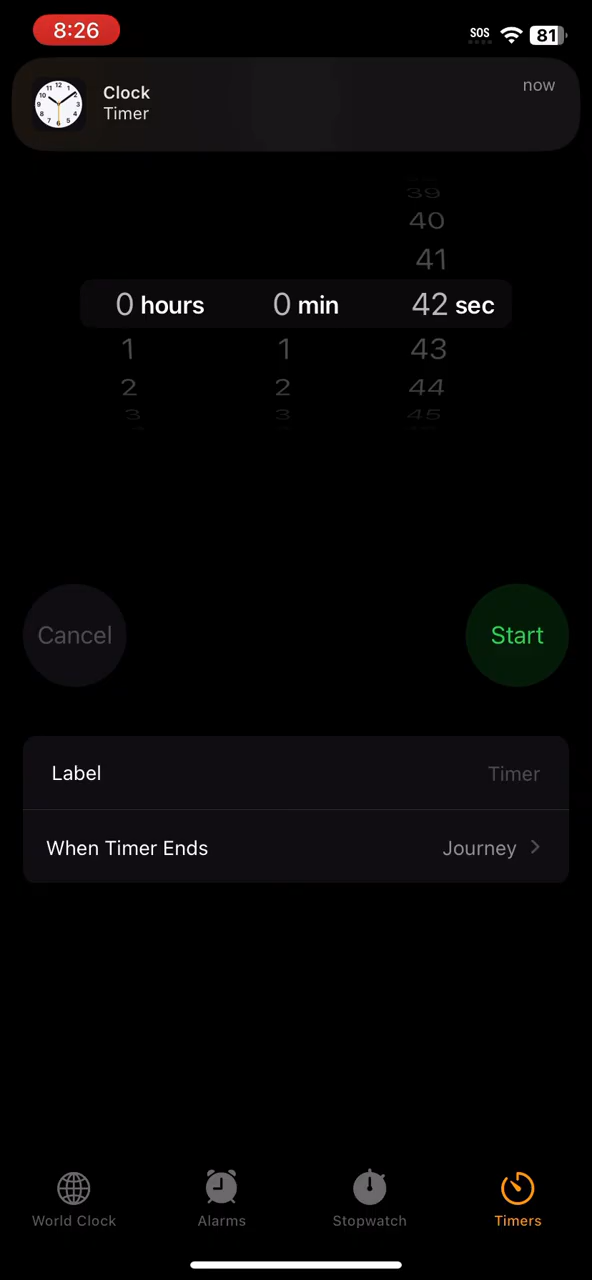 8:26
SOS
81
Clock
now
Timer
39
40
41
0 hours 0 min 42 sec
1 1 43
2 2 44
3 3 45
Cancel
Start
Label
Timer
When Timer Ends
Journey
World Clock
Alarms
Stopwatch
Timers